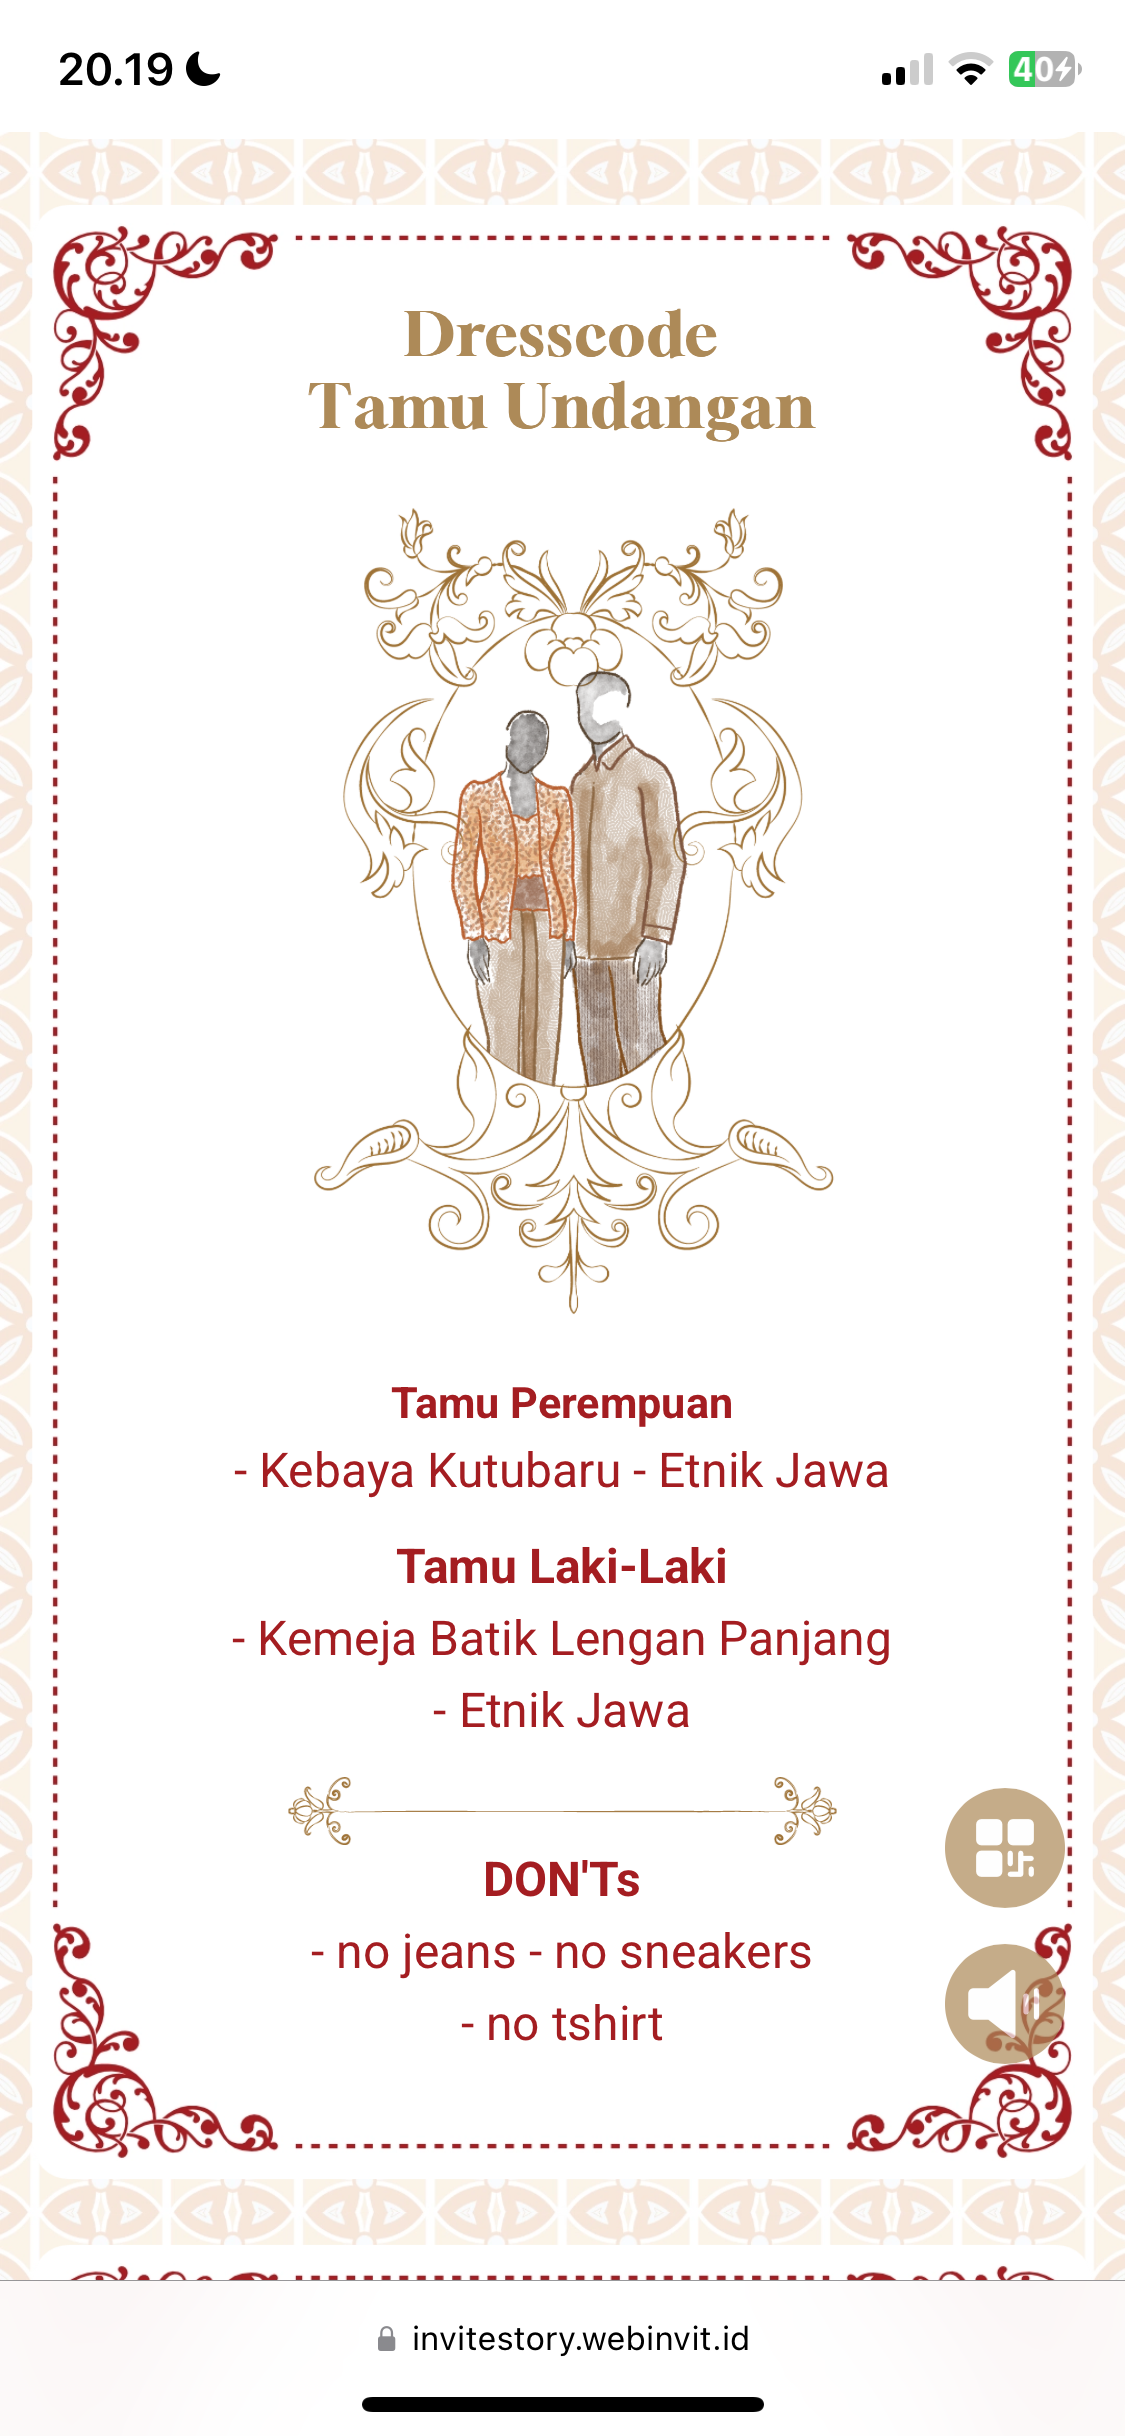 20.19
40
Dresscode
Tamu Undangan
Tamu Perempuan
- Kebaya Kutubaru - Etnik Jawa
Tamu Laki-Laki
- Kemeja Batik Lengan Panjang
- Etnik Jawa
DON'Ts
- no jeans - no sneakers
- no tshirt
invitestory.webinvit.id